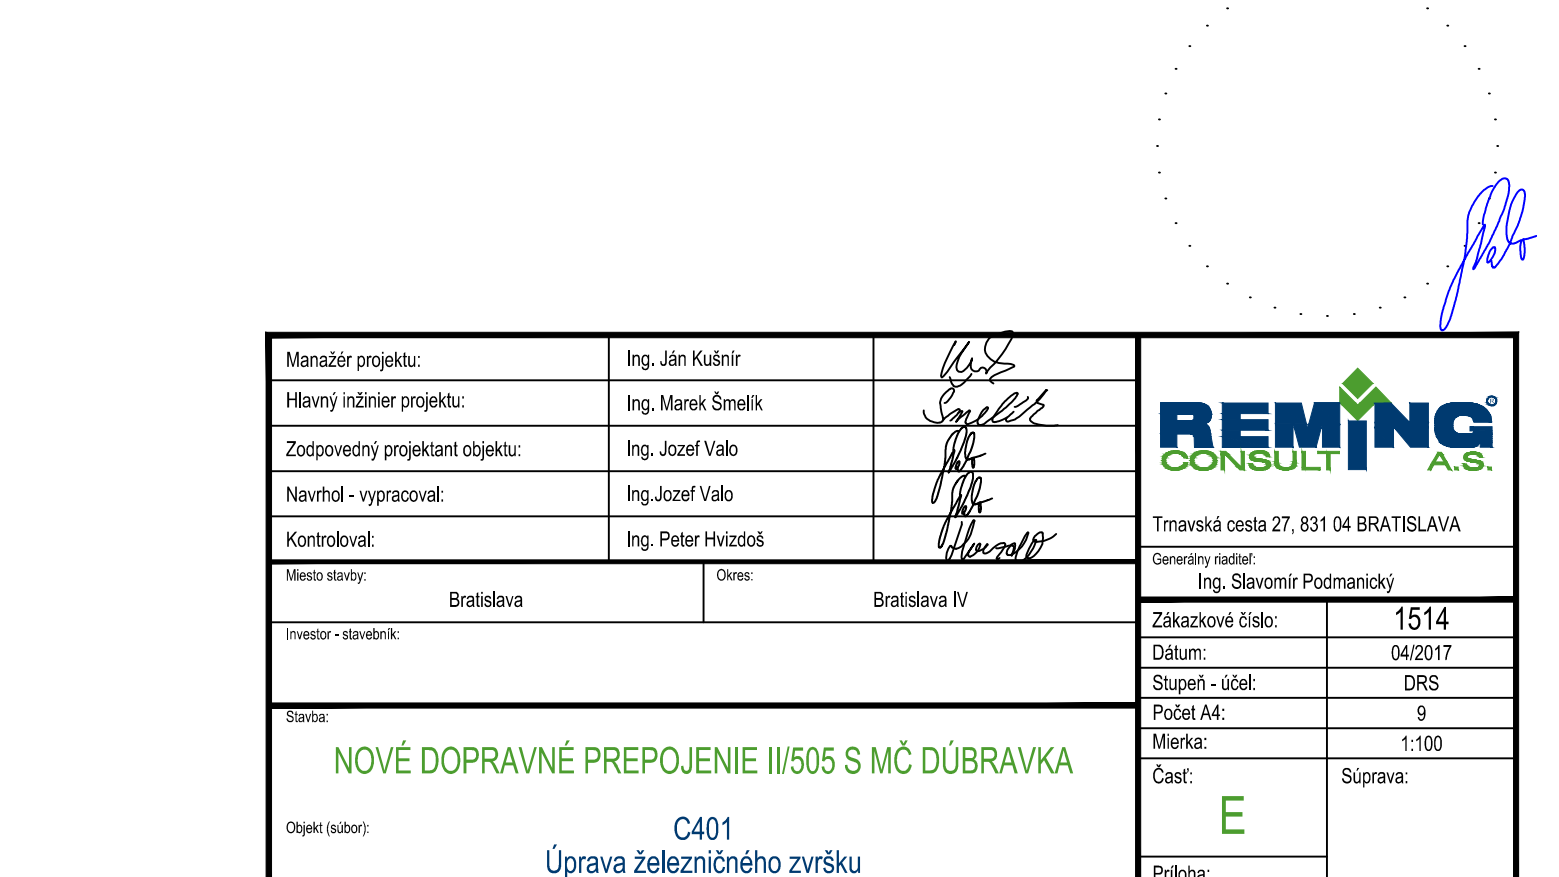 Manažér projektu: Ing. Ján Kušnír
Hlavný inžinier projektu: Ing. Marek Šmelík Šmelík
Zodpovedný projektant objektu: Ing. Jozef Valo
Navrhol - vypracoval: Ing.Jozef Valo
Kontroloval: Ing. Peter Hvizdoš
Miesto stavby: Okres:
Bratislava Bratislava IV
Investor - stavebník:
Stavba:
NOVÉ DOPRAVNÉ PREPOJENIE II/505 S MČ DÚBRAVKA
Objekt (súbor): C401
Úprava železničného zvršku
REMING®
CONSULT A.S.
Trnavská cesta 27, 831 04 BRATISLAVA
Generálny riaditeľ:
Ing. Slavomír Podmanický
Zákazkové číslo: 1514
Dátum: 04/2017
Stupeň - účel: DRS
Počet A4: 9
Mierka: 1:100
Časť: Súprava:
E
Príloha: